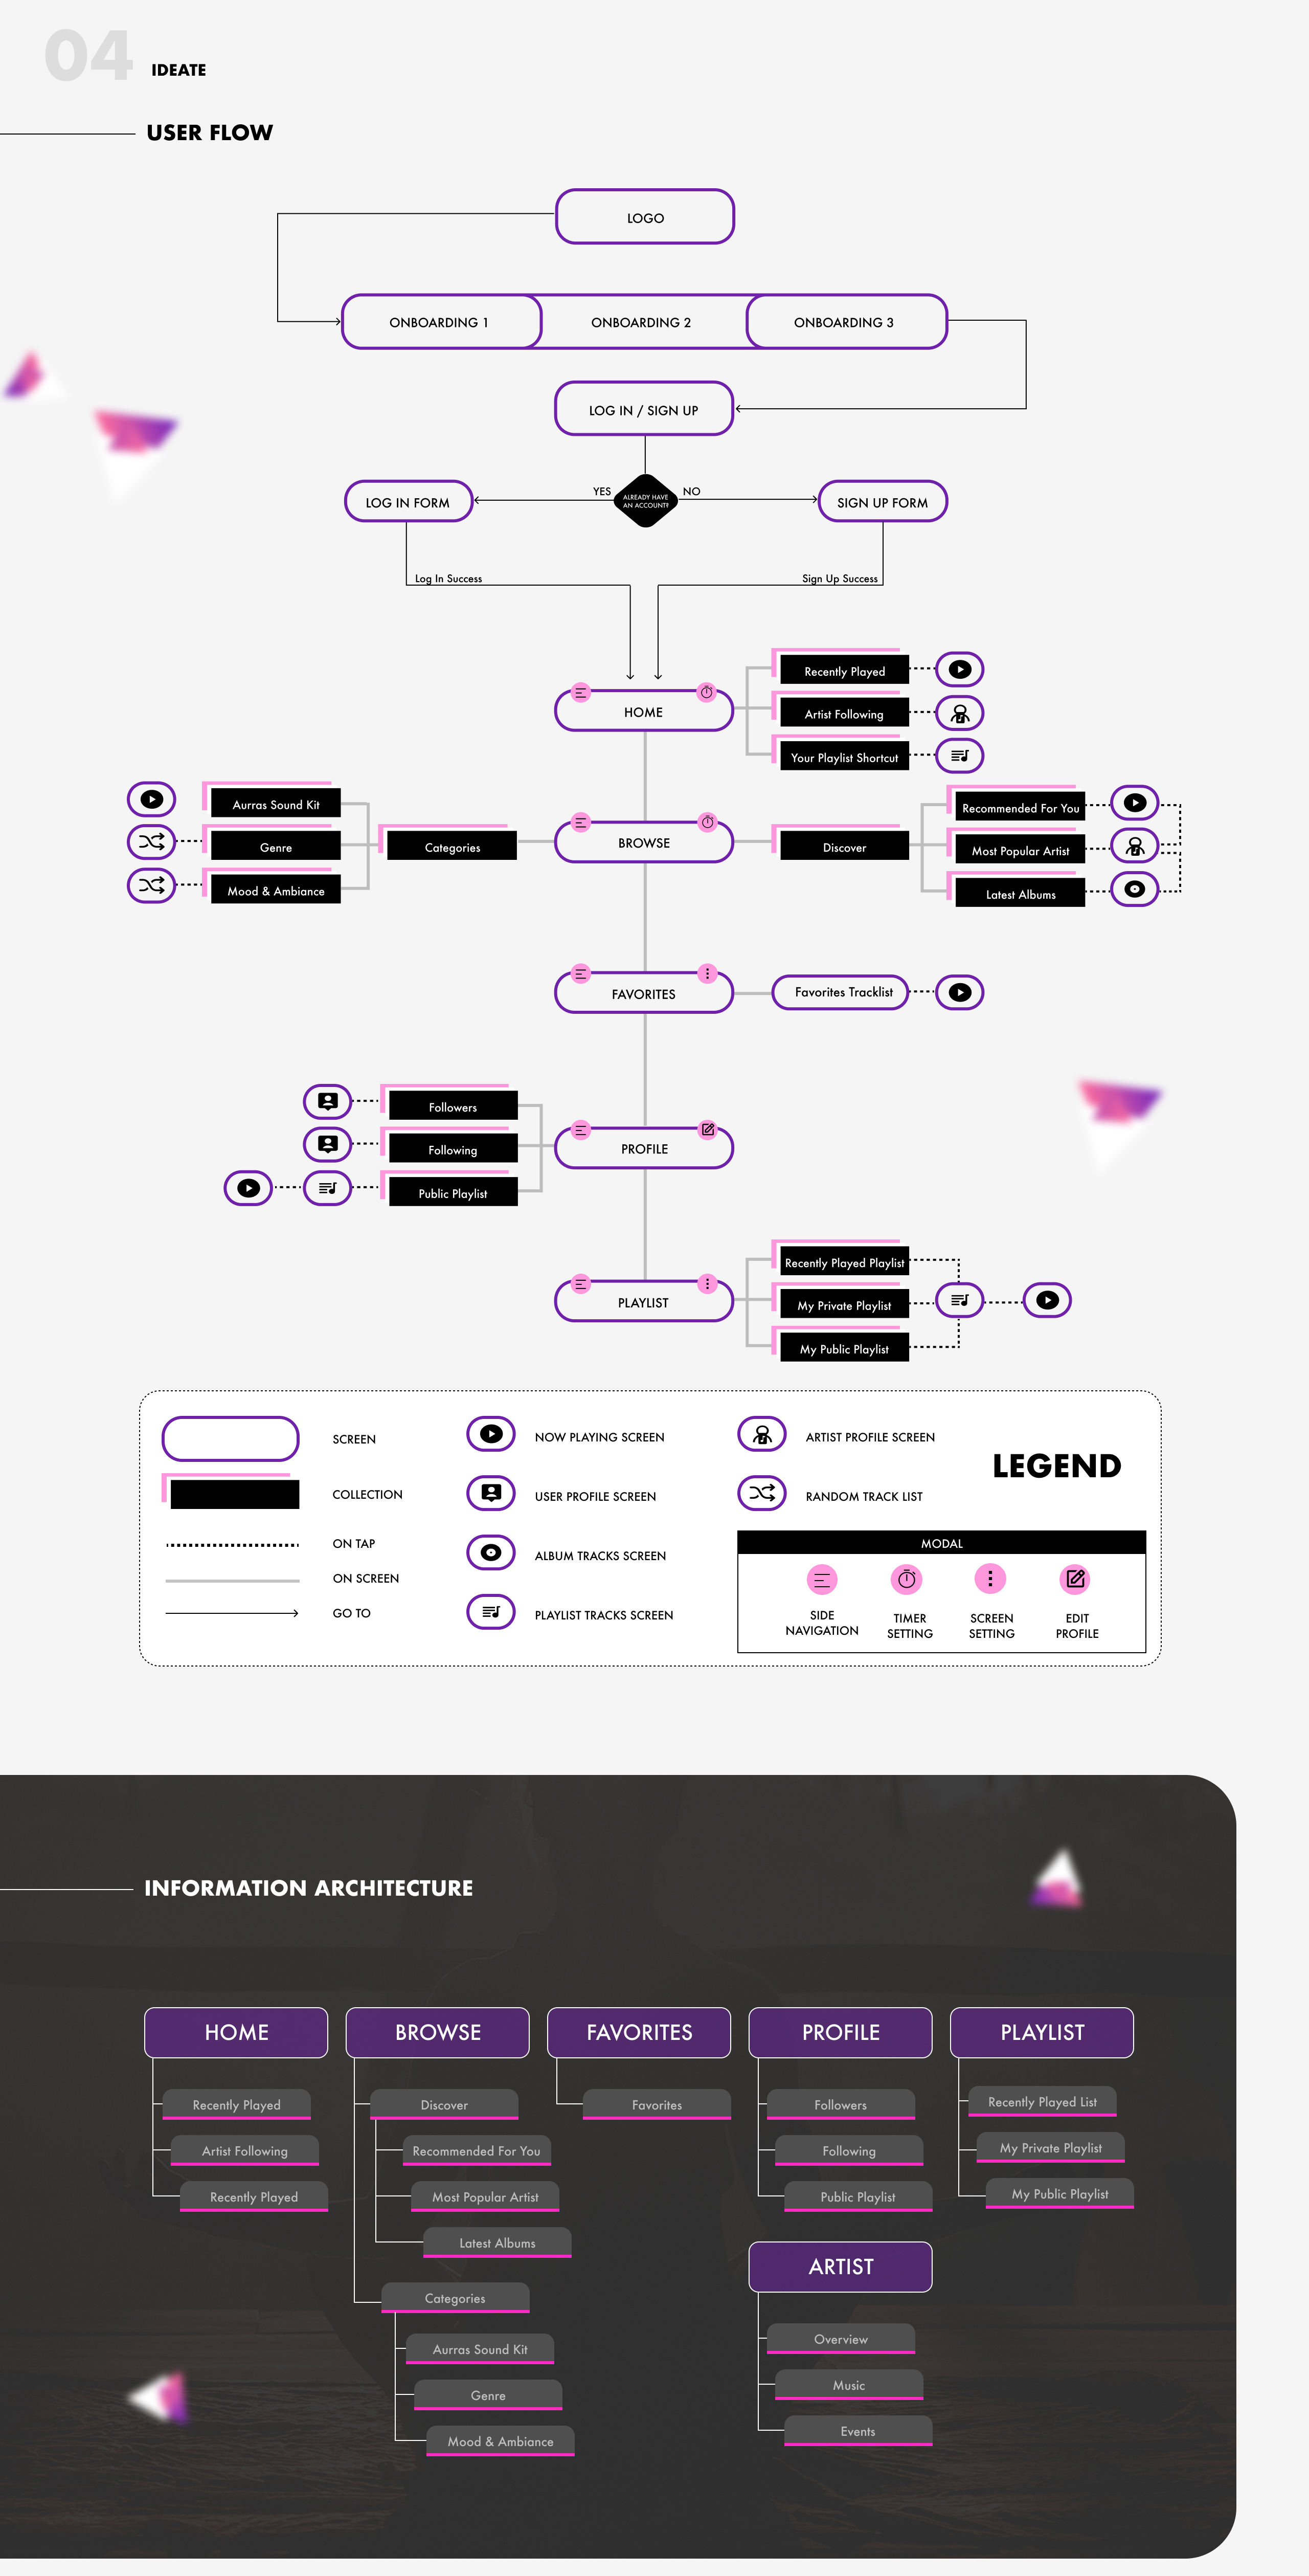 04 IDEATE
USER FLOW
LOGO
ONBOARDING 1
ONBOARDING 2
ONBOARDING 3
LOG IN / SIGN UP
LOG IN FORM
YES
ALREADY HAVE
AN ACCOUNT?
NO
SIGN UP FORM
Log In Success
Sign Up Success
HOME
Recently Played
Artist Following
Your Playlist Shortcut
Aurras Sound Kit
Genre
Mood & Ambiance
Categories
BROWSE
Discover
Recommended For You
Most Popular Artist
Latest Albums
FAVORITES
Favorites Tracklist
Followers
Following
Public Playlist
PROFILE
PLAYLIST
Recently Played Playlist
My Private Playlist
My Public Playlist
SCREEN
COLLECTION
ON TAP
ON SCREEN
GO TO
NOW PLAYING SCREEN
USER PROFILE SCREEN
ALBUM TRACKS SCREEN
PLAYLIST TRACKS SCREEN
ARTIST PROFILE SCREEN
RANDOM TRACK LIST
LEGEND
MODAL
SIDE
NAVIGATION
TIMER
SETTING
SCREEN
SETTING
EDIT
PROFILE
INFORMATION ARCHITECTURE
HOME
Recently Played
Artist Following
Recently Played
BROWSE
Discover
Recommended For You
Most Popular Artist
Latest Albums
Categories
Aurras Sound Kit
Genre
Mood & Ambiance
FAVORITES
Favorites
PROFILE
Followers
Following
Public Playlist
ARTIST
Overview
Music
Events
PLAYLIST
Recently Played List
My Private Playlist
My Public Playlist